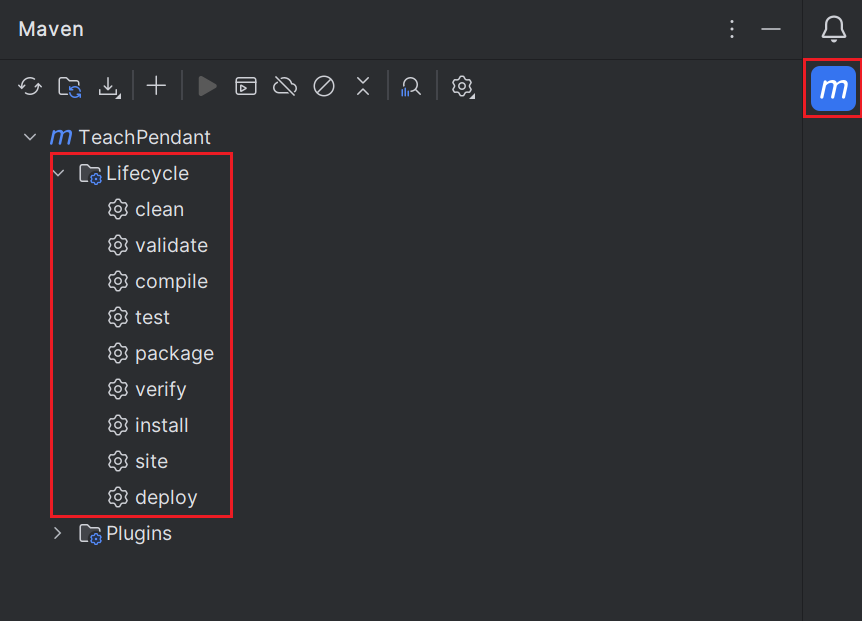 Maven
m
m TeachPendant
Lifecycle
clean
validate
compile
test
package
verify
install
site
deploy
Plugins